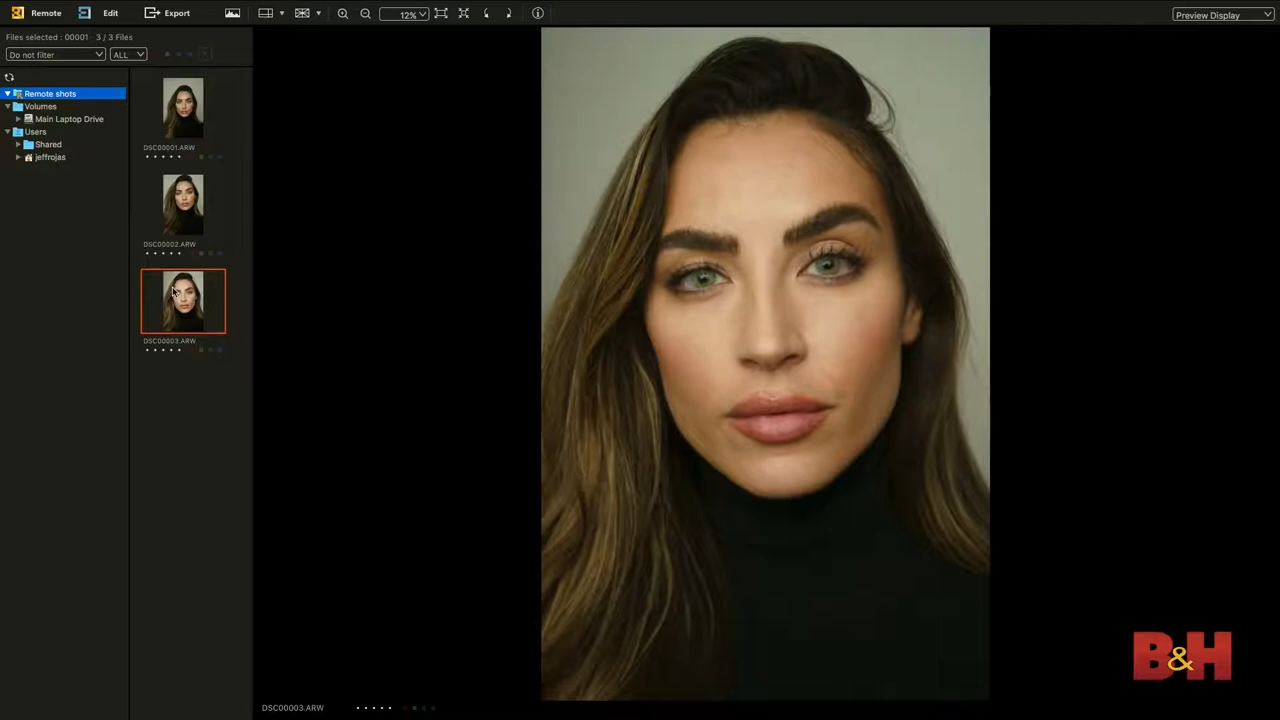 Remote Edit Export 12% Preview Display
Files selected : 00001 - 3 / 3 Files
Do not filter ALL
Remote shots
Volumes
Main Laptop Drive
Users
Shared
jeffrojas
DSC00001.ARW
DSC00002.ARW
DSC00003.ARW
B&H
DSC00003.ARW